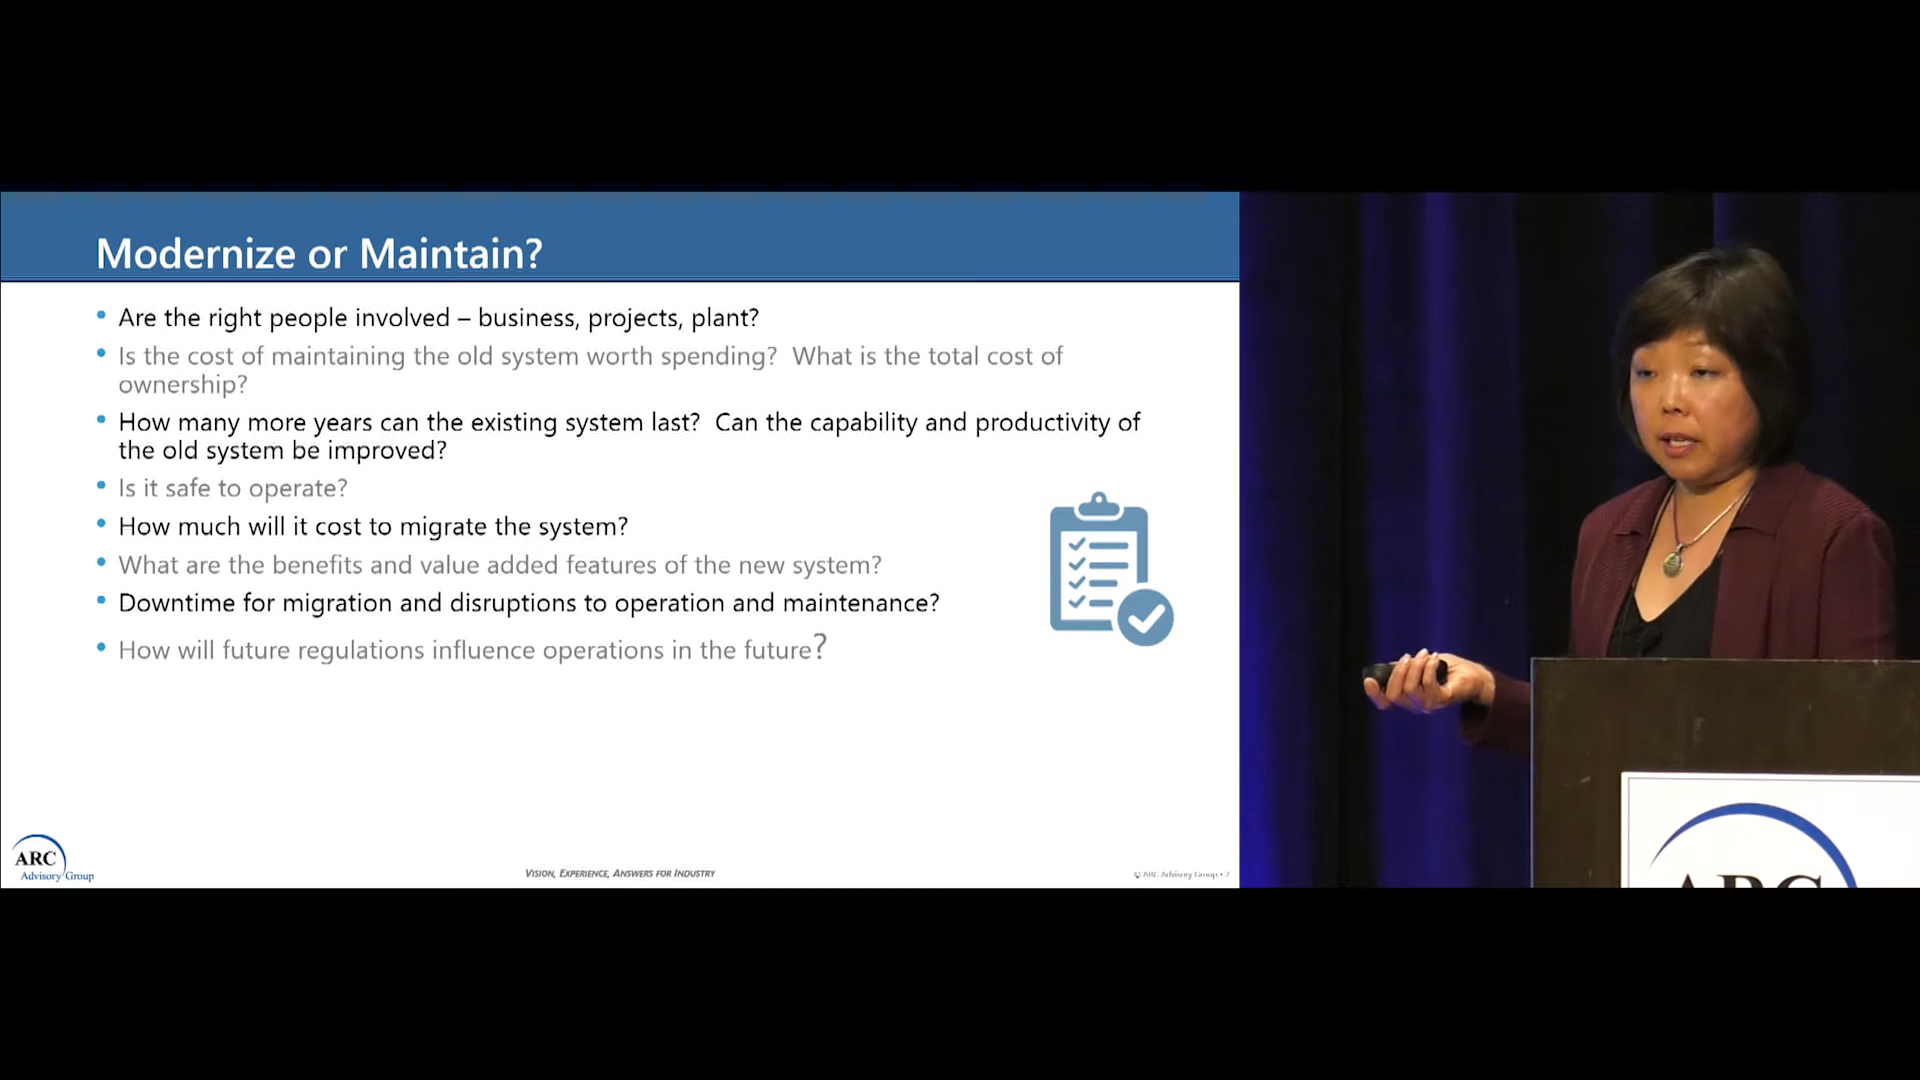 Modernize or Maintain?
• Are the right people involved – business, projects, plant?
• Is the cost of maintaining the old system worth spending?  What is the total cost of
ownership?
• How many more years can the existing system last?  Can the capability and productivity of
the old system be improved?
• Is it safe to operate?
• How much will it cost to migrate the system?
• What are the benefits and value added features of the new system?
• Downtime for migration and disruptions to operation and maintenance?
• How will future regulations influence operations in the future?
ARC
Advisory Group
VISION, EXPERIENCE, ANSWERS FOR INDUSTRY
© ARC Advisory Group • 2
ARC